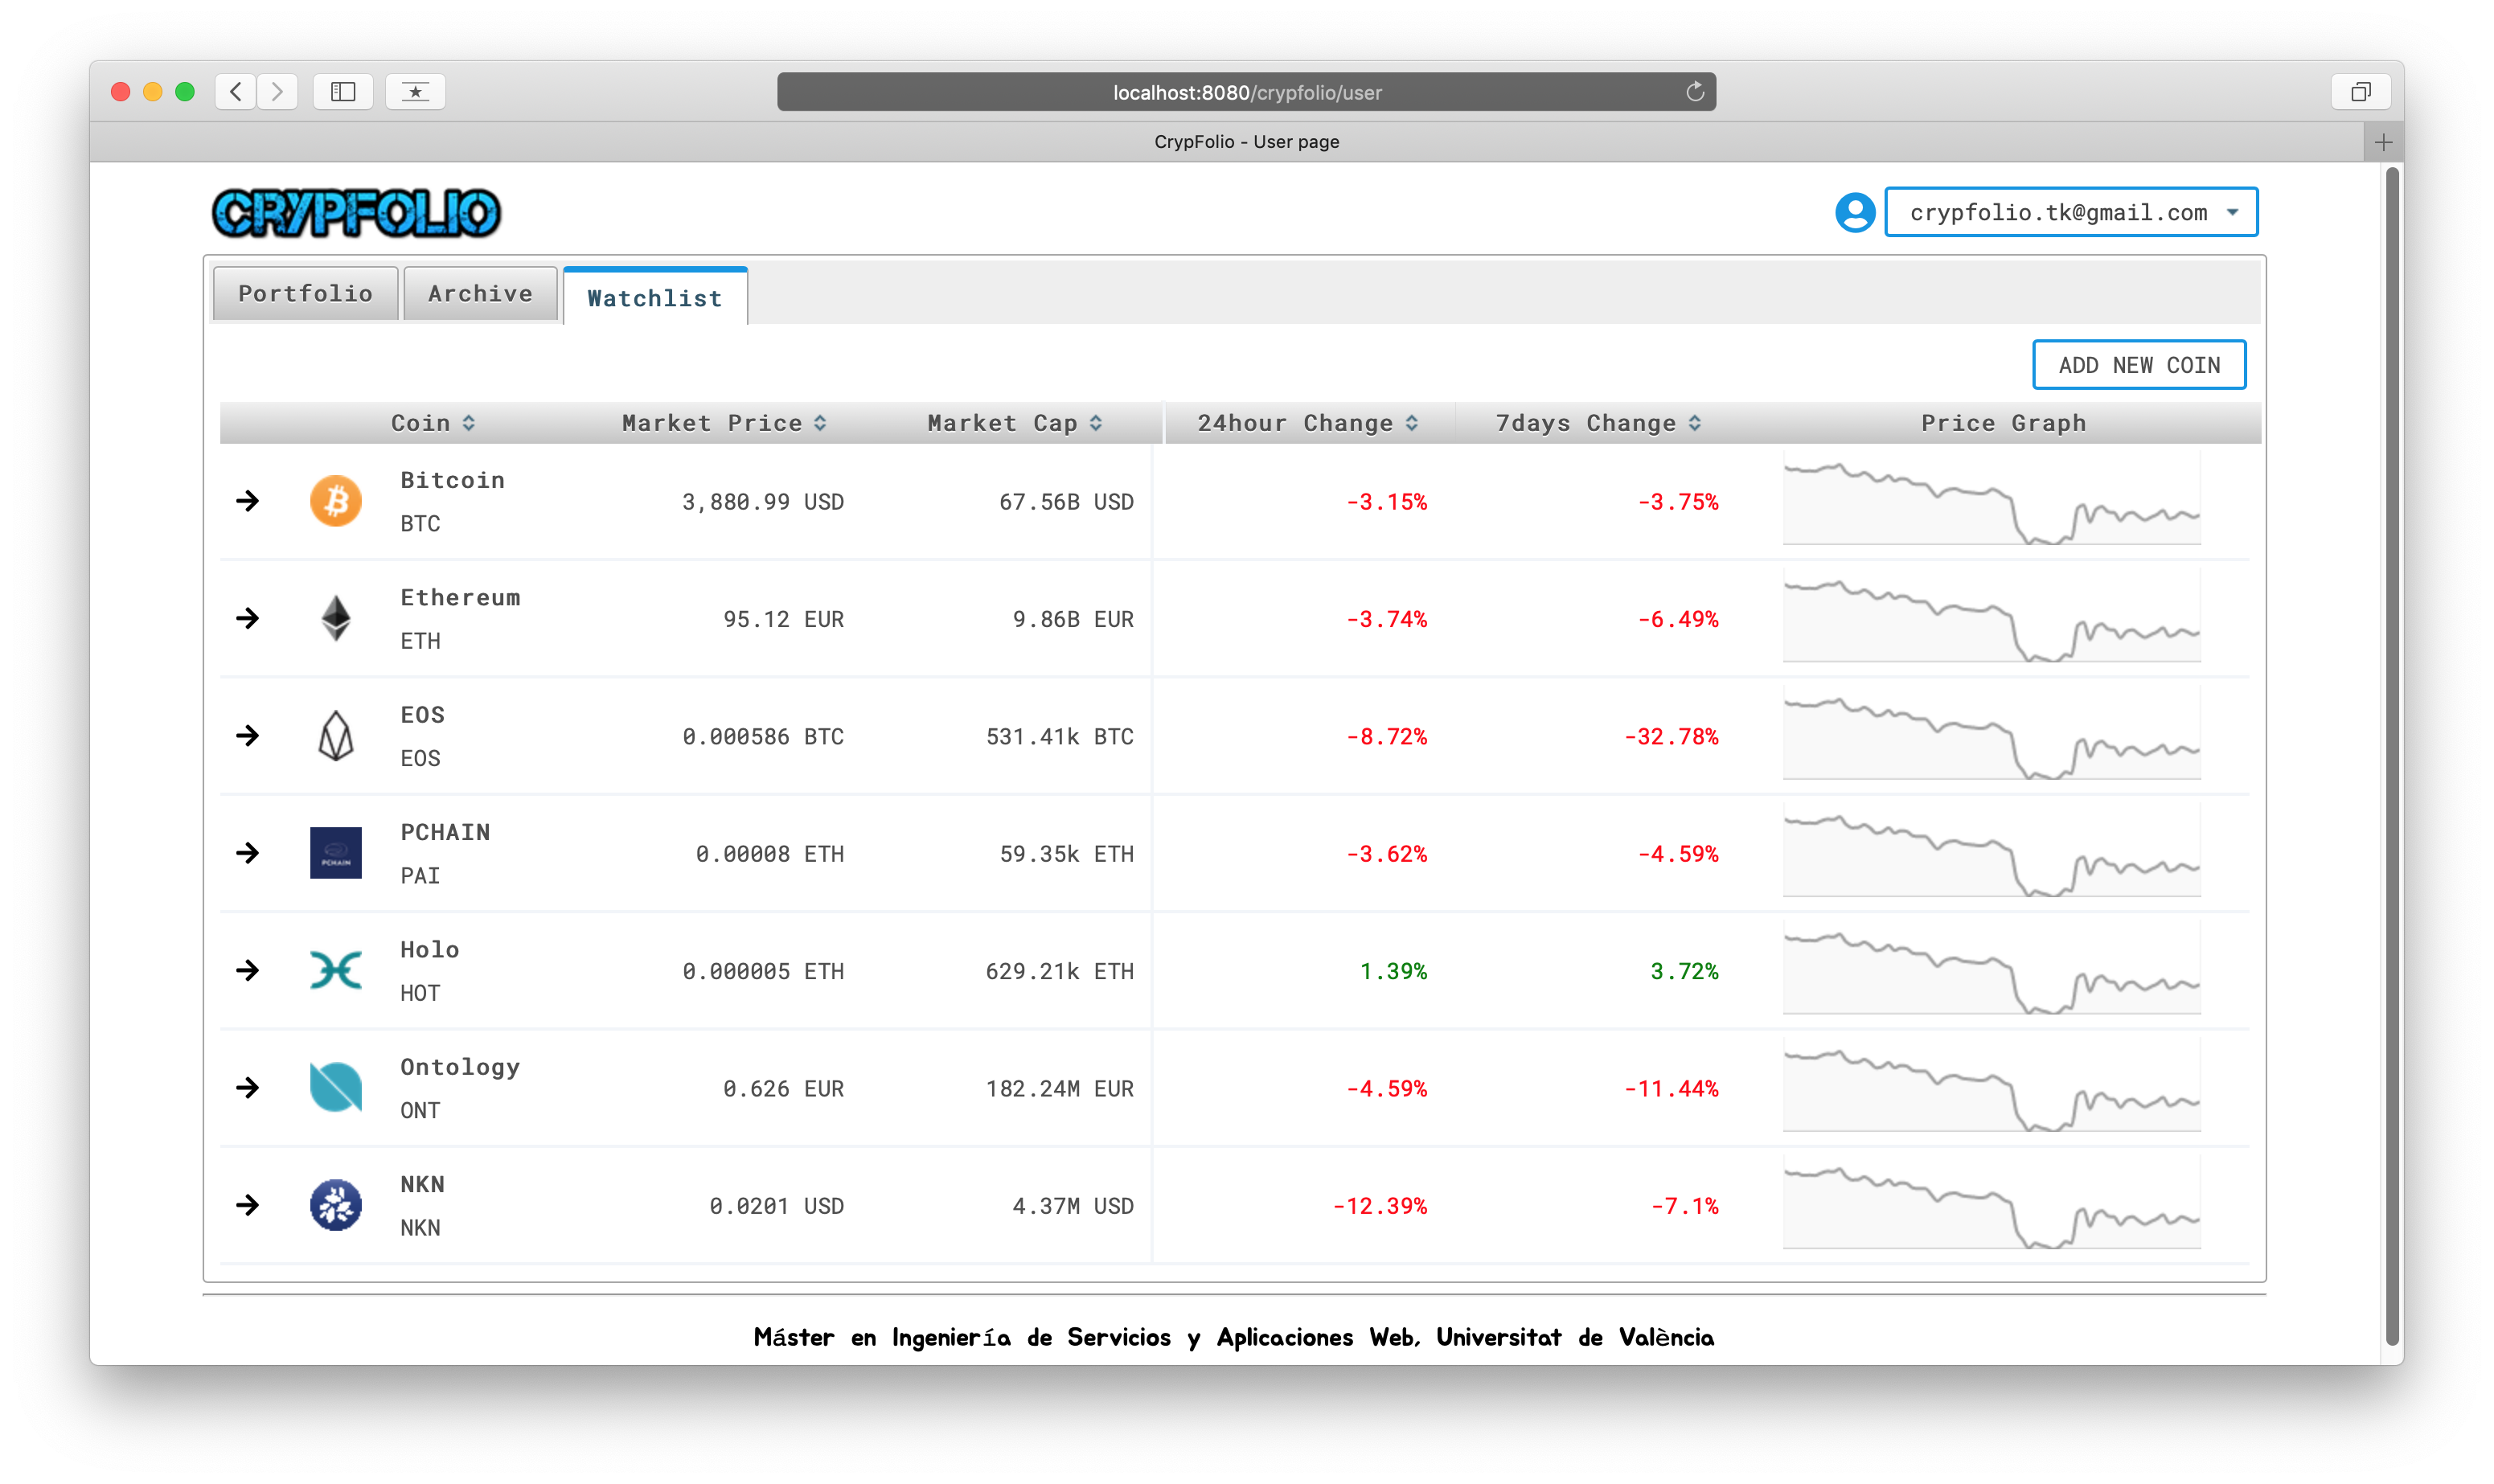 localhost:8080/crypfolio/user
CrypFolio - User page
CRYPFOLIO
crypfolio.tk@gmail.com
Portfolio Archive Watchlist
ADD NEW COIN
Coin Market Price Market Cap 24hour Change 7days Change Price Graph
Bitcoin
BTC
3,880.99 USD 67.56B USD -3.15% -3.75%
Ethereum
ETH
95.12 EUR 9.86B EUR -3.74% -6.49%
EOS
EOS
0.000586 BTC 531.41k BTC -8.72% -32.78%
PCHAIN
PCHAIN
PAI
0.00008 ETH 59.35k ETH -3.62% -4.59%
Holo
HOT
0.000005 ETH 629.21k ETH 1.39% 3.72%
Ontology
ONT
0.626 EUR 182.24M EUR -4.59% -11.44%
NKN
NKN
0.0201 USD 4.37M USD -12.39% -7.1%
Máster en Ingeniería de Servicios y Aplicaciones Web, Universitat de València